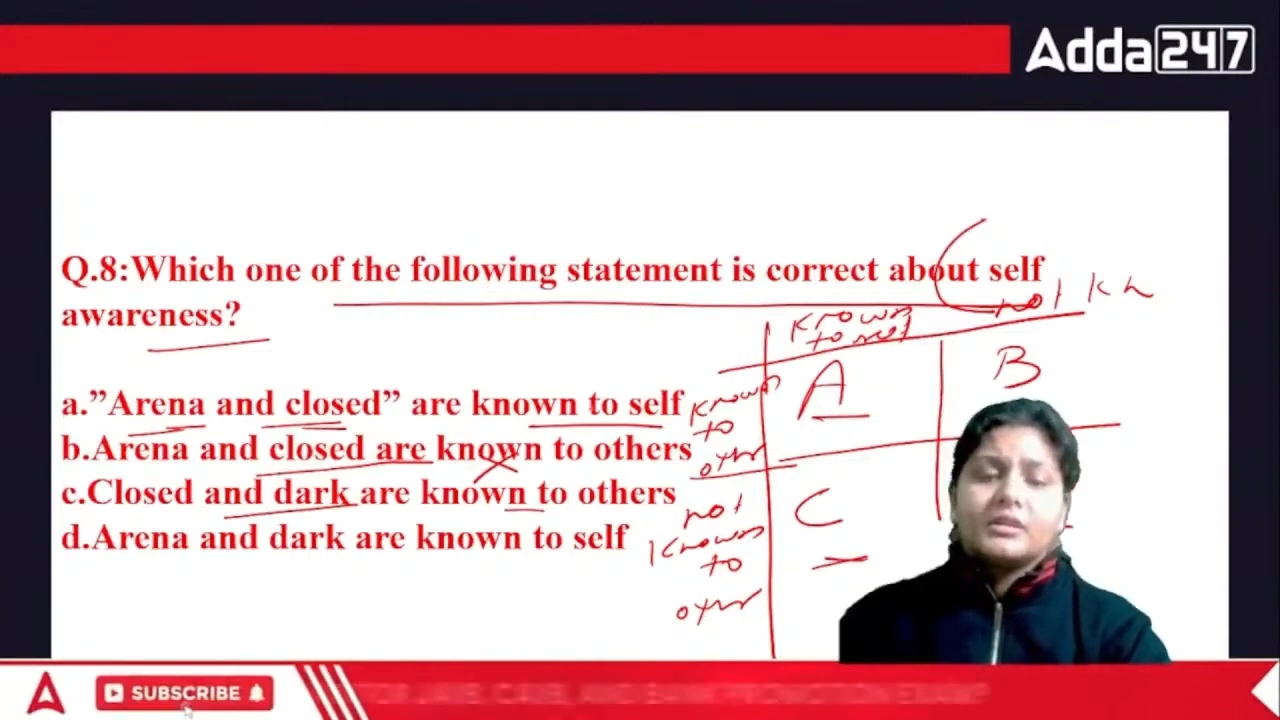 Adda247
Q.8:Which one of the following statement is correct about self
awareness?
not kn
known
to self
a.”Arena and closed” are known to self
b.Arena and closed are known to others
c.Closed and dark are known to others
d.Arena and dark are known to self
A
B
known
to
other
C
not
known
to
other
SUBSCRIBE